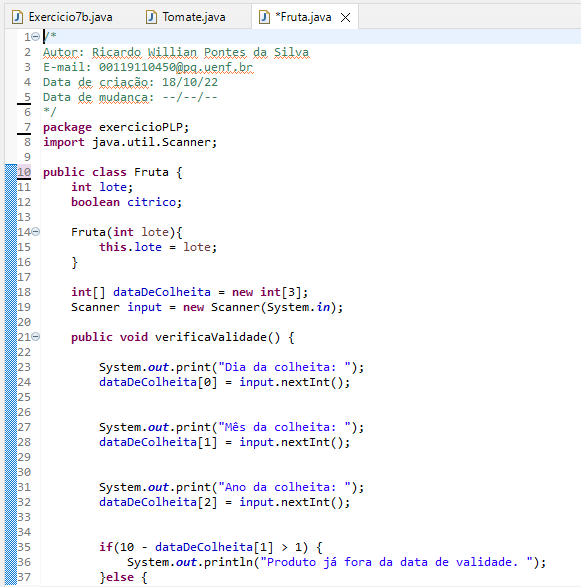 Exercicio7b.java Tomate.java *Fruta.java
1 /*
2 Autor: Ricardo Willian Pontes da Silva
3 E-mail: 00119110450@pq.uenf.br
4 Data de criação: 18/10/22
5 Data de mudança: --/--/--
6 */
7 package exercicioPLP;
8 import java.util.Scanner;
9
10 public class Fruta {
11 int lote;
12 boolean citrico;
13
14 Fruta(int lote){
15 this.lote = lote;
16 }
17
18 int[] dataDeColheita = new int[3];
19 Scanner input = new Scanner(System.in);
20
21 public void verificaValidade() {
22
23 System.out.print("Dia da colheita: ");
24 dataDeColheita[0] = input.nextInt();
25
26
27 System.out.print("Mês da colheita: ");
28 dataDeColheita[1] = input.nextInt();
29
30
31 System.out.print("Ano da colheita: ");
32 dataDeColheita[2] = input.nextInt();
33
34
35 if(10 - dataDeColheita[1] > 1) {
36 System.out.println("Produto já fora da data de validade. ");
37 }else {